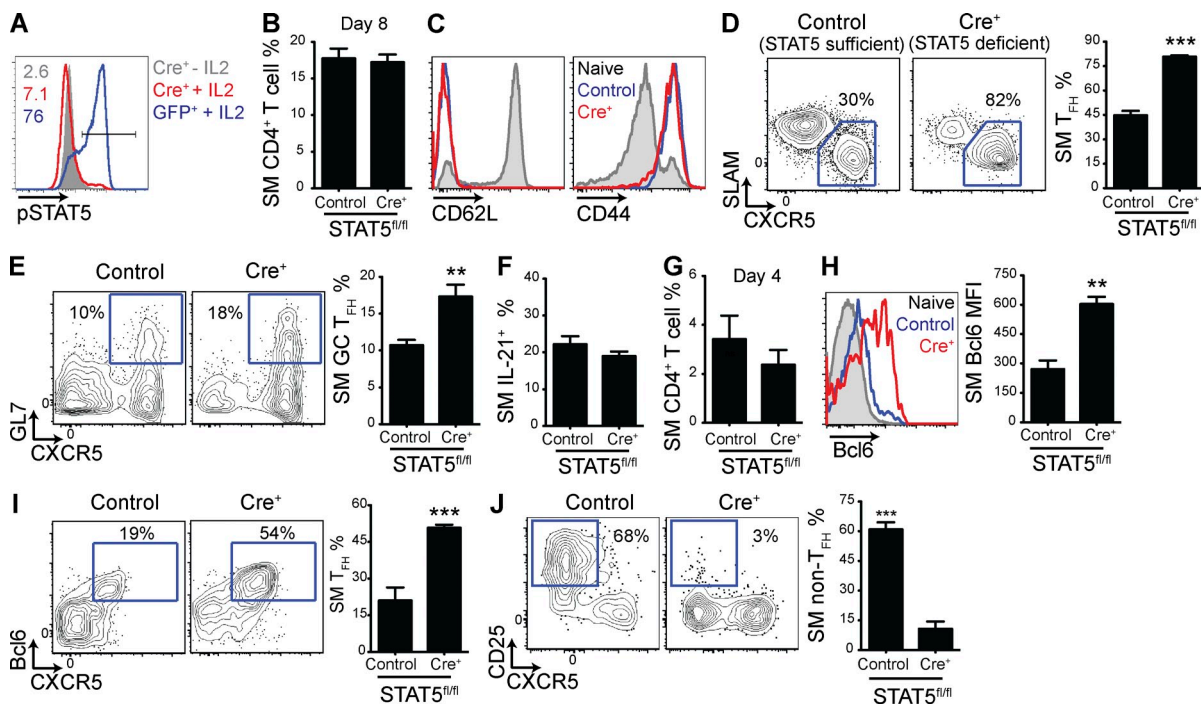 A
2.6
7.1
76
Cre⁺ - IL2
Cre⁺ + IL2
GFP⁺ + IL2
pSTAT5
B
Day 8
SM CD4⁺ T cell %
20
15
10
5
0
Control
Cre⁺
STAT5fl/fl
C
Naive
Control
Cre⁺
CD62L
CD44
D
Control
(STAT5 sufficient)
Cre⁺
(STAT5 deficient)
30%
82%
SLAM
0
0
CXCR5
SM TFH %
90
75
60
45
30
15
0
***
Control
Cre⁺
STAT5fl/fl
E
Control
Cre⁺
10%
18%
GL7
0
0
CXCR5
SM GC TFH %
20
15
10
5
0
**
Control
Cre⁺
STAT5fl/fl
F
SM IL-21⁺ %
40
30
20
10
0
Control
Cre⁺
STAT5fl/fl
G
Day 4
SM CD4⁺ T cell %
6
4
2
0
Control
Cre⁺
STAT5fl/fl
H
Naive
Control
Cre⁺
Bcl6
SM Bcl6 MFI
750
600
450
300
150
0
**
Control
Cre⁺
STAT5fl/fl
I
Control
Cre⁺
19%
54%
Bcl6
0
0
CXCR5
SM TFH %
60
45
30
15
0
***
Control
Cre⁺
STAT5fl/fl
J
Control
Cre⁺
68%
3%
CD25
0
0
CXCR5
SM non-TFH %
75
60
45
30
15
***
Control
Cre⁺
STAT5fl/fl